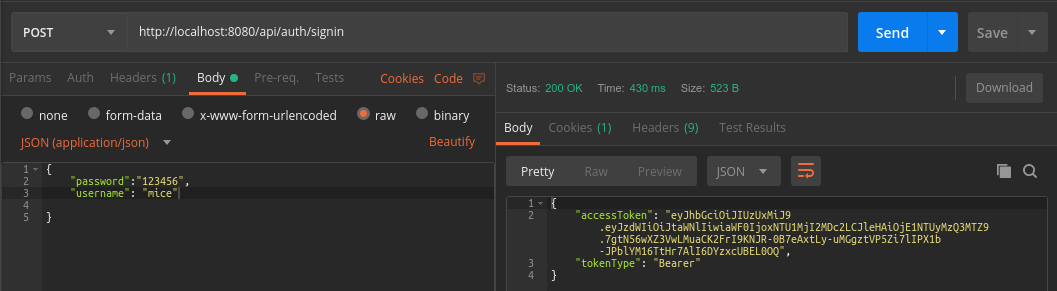 POST http://localhost:8080/api/auth/signin Send Save
Params Auth Headers (1) Body Pre-req. Tests Cookies Code
none form-data x-www-form-urlencoded raw binary
JSON (application/json) Beautify
1 {
2 "password":"123456",
3 "username": "mice"
4
5 }
Status: 200 OK Time: 430 ms Size: 523 B Download
Body Cookies (1) Headers (9) Test Results
Pretty Raw Preview JSON
1 {
2 "accessToken": "eyJhbGciOiJIUzUxMiJ9
.eyJzdWIiOiJtaWNlIiwiaWF0IjoxNTU1MjI2MDc2LCJleHAiOjE1NTUyMzQ3MTZ9
.7gtN56wXZ3VwLMuaCK2FrI9KNJR-0B7eAxtLy-uMGgztVP5Zi7lIPX1b
-JPblYM16TtHr7AlI6DYzxcUBEL0OQ",
3 "tokenType": "Bearer"
4 }